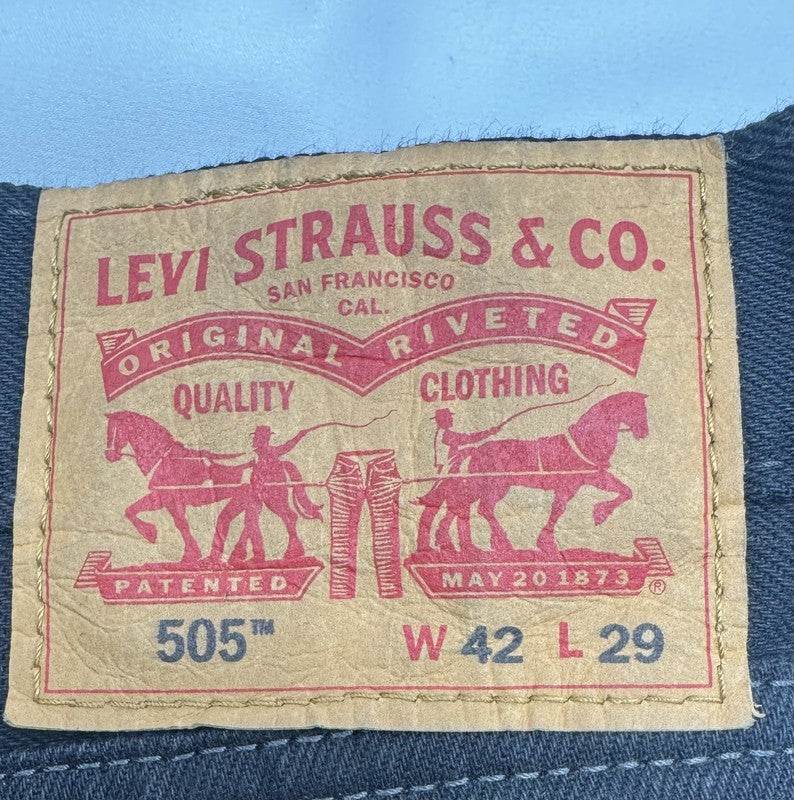 LEVI STRAUSS & CO.
SAN FRANCISCO
CAL.
ORIGINAL RIVETED
QUALITY CLOTHING
PATENTED MAY 20 1873 ®
505™ W 42 L 29